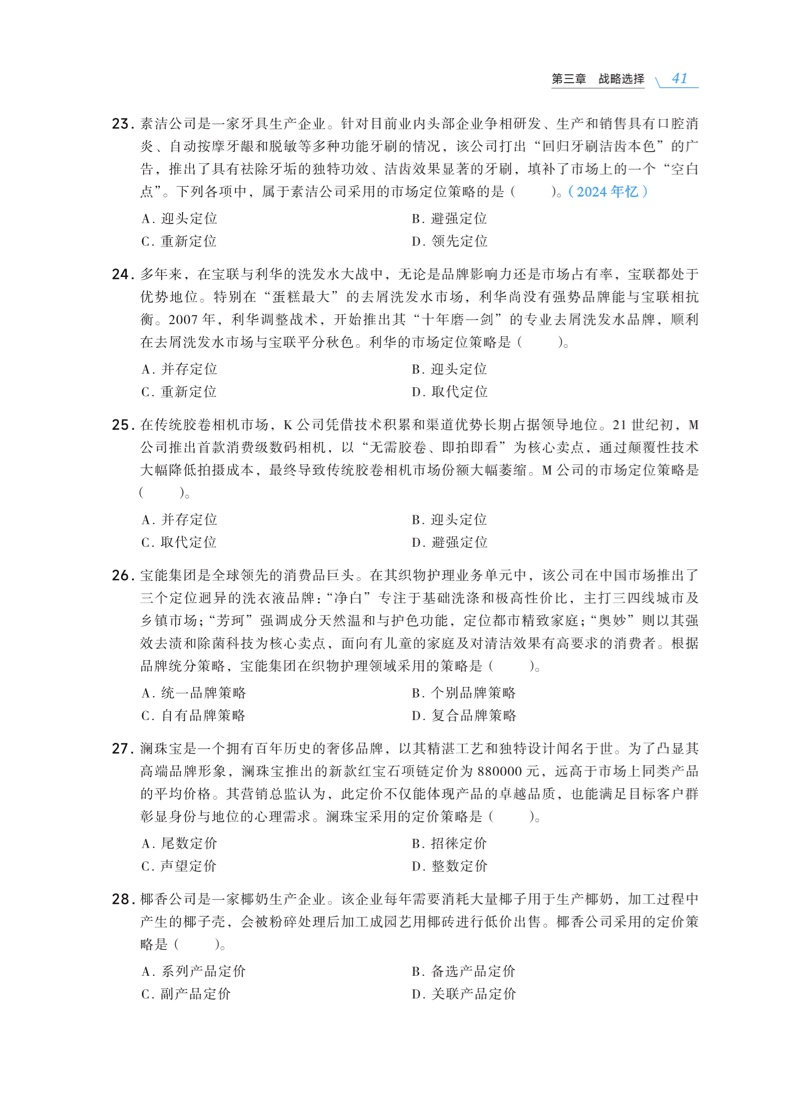 第三章 战略选择 41
23. 素洁公司是一家牙具生产企业。针对目前业内头部企业争相研发、生产和销售具有口腔消
炎、自动按摩牙龈和脱敏等多种功能牙刷的情况，该公司打出“回归牙刷洁齿本色”的广
告，推出了具有祛除牙垢的独特功效、洁齿效果显著的牙刷，填补了市场上的一个“空白
点”。下列各项中，属于素洁公司采用的市场定位策略的是（  ）。（2024 年忆）
A. 迎头定位 B. 避强定位
C. 重新定位 D. 领先定位
24. 多年来，在宝联与利华的洗发水大战中，无论是品牌影响力还是市场占有率，宝联都处于
优势地位。特别在“蛋糕最大”的去屑洗发水市场，利华尚没有强势品牌能与宝联相抗
衡。2007 年，利华调整战术，开始推出其“十年磨一剑”的专业去屑洗发水品牌，顺利
在去屑洗发水市场与宝联平分秋色。利华的市场定位策略是（  ）。
A. 并存定位 B. 迎头定位
C. 重新定位 D. 取代定位
25. 在传统胶卷相机市场，K 公司凭借技术积累和渠道优势长期占据领导地位。21 世纪初，M
公司推出首款消费级数码相机，以“无需胶卷、即拍即看”为核心卖点，通过颠覆性技术
大幅降低拍摄成本，最终导致传统胶卷相机市场份额大幅萎缩。M 公司的市场定位策略是
（  ）。
A. 并存定位 B. 迎头定位
C. 取代定位 D. 避强定位
26. 宝能集团是全球领先的消费品巨头。在其织物护理业务单元中，该公司在中国市场推出了
三个定位迥异的洗衣液品牌：“净白”专注于基础洗涤和极高性价比，主打三四线城市及
乡镇市场；“芳珂”强调成分天然温和与护色功能，定位都市精致家庭；“奥妙”则以其强
效去渍和除菌科技为核心卖点，面向有儿童的家庭及对清洁效果有高要求的消费者。根据
品牌统分策略，宝能集团在织物护理领域采用的策略是（  ）。
A. 统一品牌策略 B. 个别品牌策略
C. 自有品牌策略 D. 复合品牌策略
27. 澜珠宝是一个拥有百年历史的奢侈品牌，以其精湛工艺和独特设计闻名于世。为了凸显其
高端品牌形象，澜珠宝推出的新款红宝石项链定价为 880000 元，远高于市场上同类产品
的平均价格。其营销总监认为，此定价不仅能体现产品的卓越品质，也能满足目标客户群
彰显身份与地位的心理需求。澜珠宝采用的定价策略是（  ）。
A. 尾数定价 B. 招徕定价
C. 声望定价 D. 整数定价
28. 椰香公司是一家椰奶生产企业。该企业每年需要消耗大量椰子用于生产椰奶，加工过程中
产生的椰子壳，会被粉碎处理后加工成园艺用椰砖进行低价出售。椰香公司采用的定价策
略是（  ）。
A. 系列产品定价 B. 备选产品定价
C. 副产品定价 D. 关联产品定价